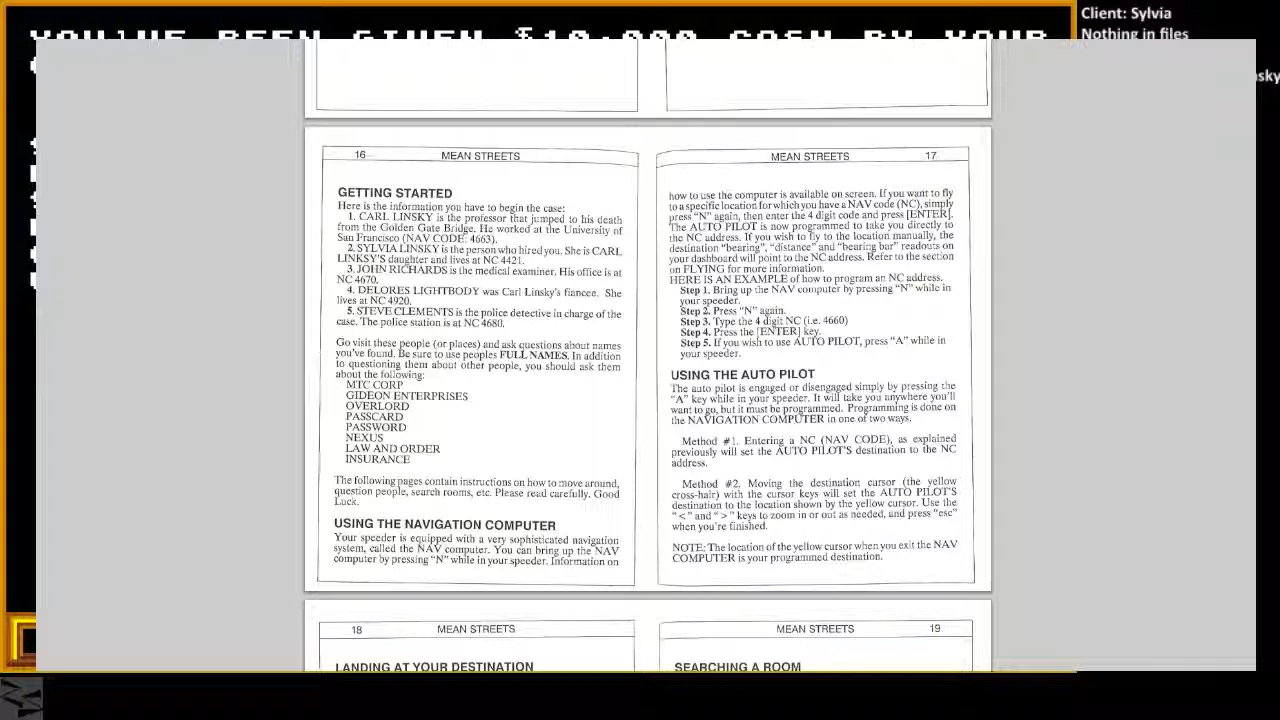 YOU'VE BEEN GIVEN $10,000 CASH BY YOUR
Client: Sylvia
Nothing in files
nsky
16 MEAN STREETS
GETTING STARTED
Here is the information you have to begin the case:
1. CARL LINSKY is the professor that jumped to his death
from the Golden Gate Bridge. He worked at the University of
San Francisco (NAV CODE: 4663).
2. SYLVIA LINSKY is the person who hired you. She is CARL
LINKSY'S daughter and lives at NC 4421.
3. JOHN RICHARDS is the medical examiner. His office is at
NC 4670.
4. DELORES LIGHTBODY was Carl Linsky's fiancee. She
lives at NC 4920.
5. STEVE CLEMENTS is the police detective in charge of the
case. The police station is at NC 4680.
Go visit these people (or places) and ask questions about names
you've found. Be sure to use peoples FULL NAMES. In addition
to questioning them about other people, you should ask them
about the following:
MTC CORP
GIDEON ENTERPRISES
OVERLORD
PASSCARD
PASSWORD
NEXUS
LAW AND ORDER
INSURANCE
The following pages contain instructions on how to move around,
question people, search rooms, etc. Please read carefully. Good
Luck.
USING THE NAVIGATION COMPUTER
Your speeder is equipped with a very sophisticated navigation
system, called the NAV computer. You can bring up the NAV
computer by pressing "N" while in your speeder. Information on
MEAN STREETS 17
how to use the computer is available on screen. If you want to fly
to a specific location for which you have a NAV code (NC), simply
press "N" again, then enter the 4 digit code and press [ENTER].
The AUTO PILOT is now programmed to take you directly to
the NC address. If you wish to fly to the location manually, the
destination "bearing", "distance" and "bearing bar" readouts on
your dashboard will point to the NC address. Refer to the section
on FLYING for more information.
HERE IS AN EXAMPLE of how to program an NC address.
Step 1. Bring up the NAV computer by pressing "N" while in
your speeder.
Step 2. Press "N" again.
Step 3. Type the 4 digit NC (i.e. 4660)
Step 4. Press the [ENTER] key.
Step 5. If you wish to use AUTO PILOT, press "A" while in
your speeder.
USING THE AUTO PILOT
The auto pilot is engaged or disengaged simply by pressing the
"A" key while in your speeder. It will take you anywhere you'll
want to go, but it must be programmed. Programming is done on
the NAVIGATION COMPUTER in one of two ways.
Method #1. Entering a NC (NAV CODE), as explained
previously will set the AUTO PILOT'S destination to the NC
address.
Method #2, Moving the destination cursor (the yellow
cross-hair) with the cursor keys will set the AUTO PILOT'S
destination to the location shown by the yellow cursor. Use the
"<" and ">" keys to zoom in or out as needed, and press "esc"
when you're finished.
NOTE: The location of the yellow cursor when you exit the NAV
COMPUTER is your programmed destination.
18 MEAN STREETS
LANDING AT YOUR DESTINATION
MEAN STREETS 19
SEARCHING A ROOM